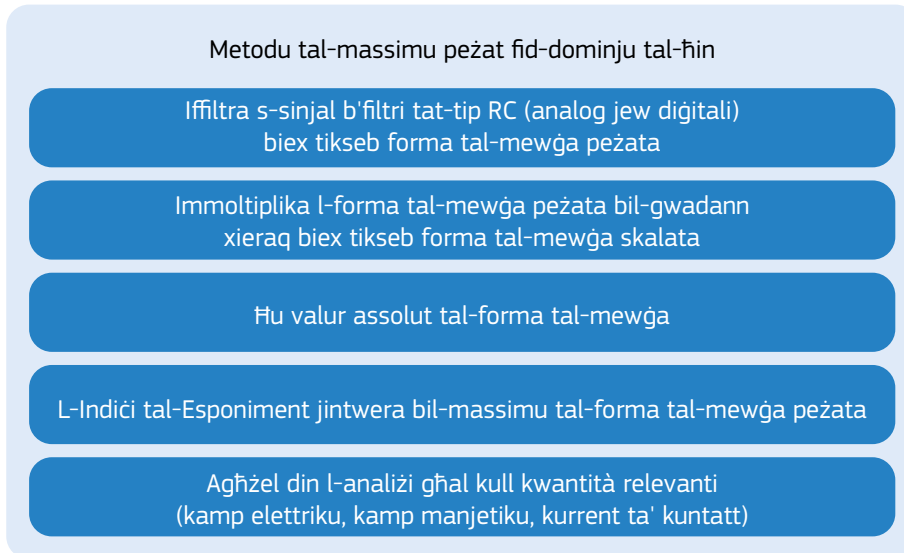 Metodu tal-massimu peżat fid-dominju tal-ħin
Iffiltra s-sinjal b'filtri tat-tip RC (analog jew diġitali)
biex tikseb forma tal-mewġa peżata
Immoltiplika l-forma tal-mewġa peżata bil-gwadann
xieraq biex tikseb forma tal-mewġa skalata
Ħu valur assolut tal-forma tal-mewġa
L-Indiċi tal-Esponiment jintwera bil-massimu tal-forma tal-mewġa peżata
Agħżel din l-analiżi għal kull kwantità relevanti
(kamp elettriku, kamp manjetiku, kurrent ta' kuntatt)